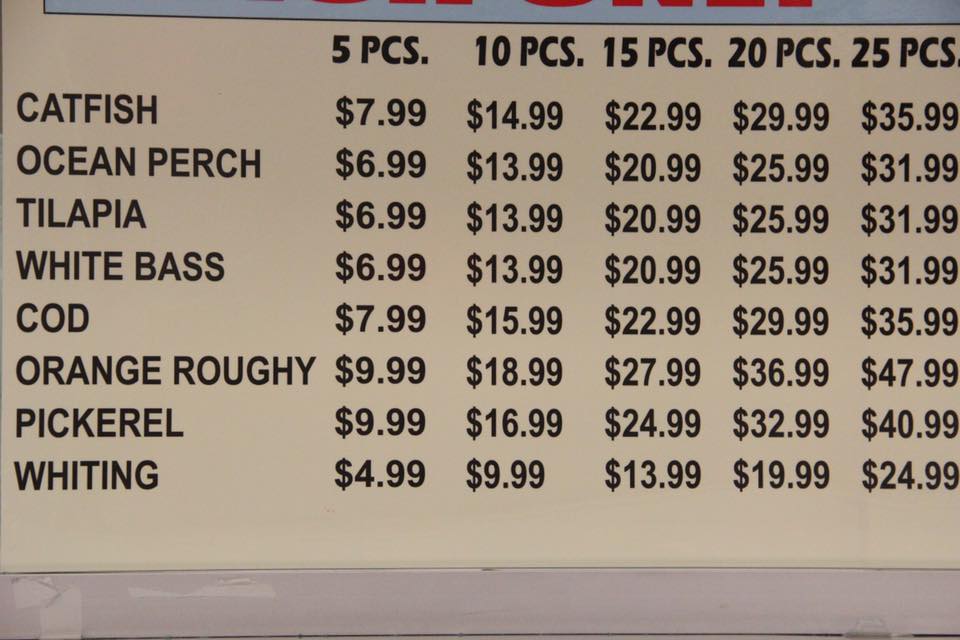 5 PCS. 10 PCS. 15 PCS. 20 PCS. 25 PCS.
CATFISH $7.99 $14.99 $22.99 $29.99 $35.99
OCEAN PERCH $6.99 $13.99 $20.99 $25.99 $31.99
TILAPIA $6.99 $13.99 $20.99 $25.99 $31.99
WHITE BASS $6.99 $13.99 $20.99 $25.99 $31.99
COD $7.99 $15.99 $22.99 $29.99 $35.99
ORANGE ROUGHY $9.99 $18.99 $27.99 $36.99 $47.99
PICKEREL $9.99 $16.99 $24.99 $32.99 $40.99
WHITING $4.99 $9.99 $13.99 $19.99 $24.99